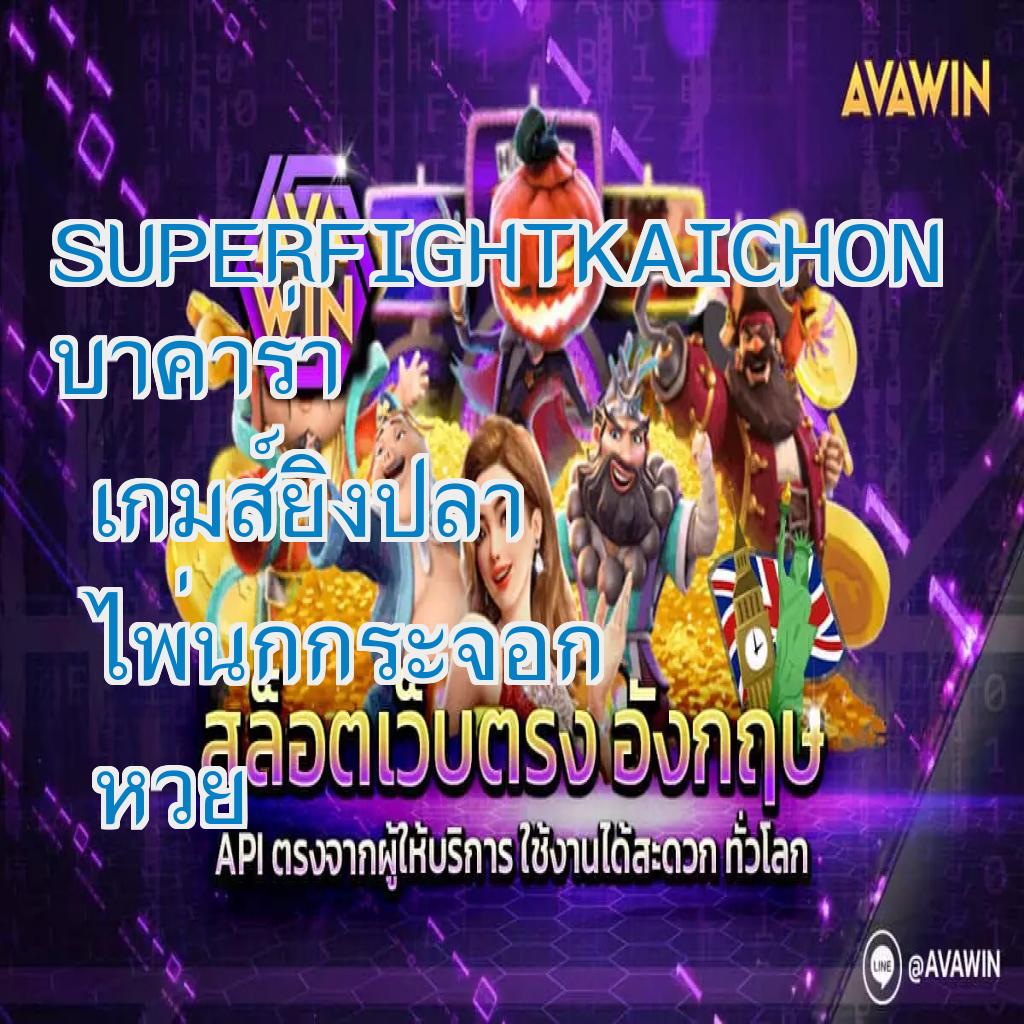 AVAWIN
AVA
WIN
SUPERFIGHTKAICHON
บาคาร่า
เกมส์ยิงปลา
ไพ่นกกระจอก
สล็อตเว็บตรง อังกฤษ
หวย
API ตรงจากผู้ให้บริการ ใช้งานได้สะดวก ทั่วโลก
LINE @AVAWIN